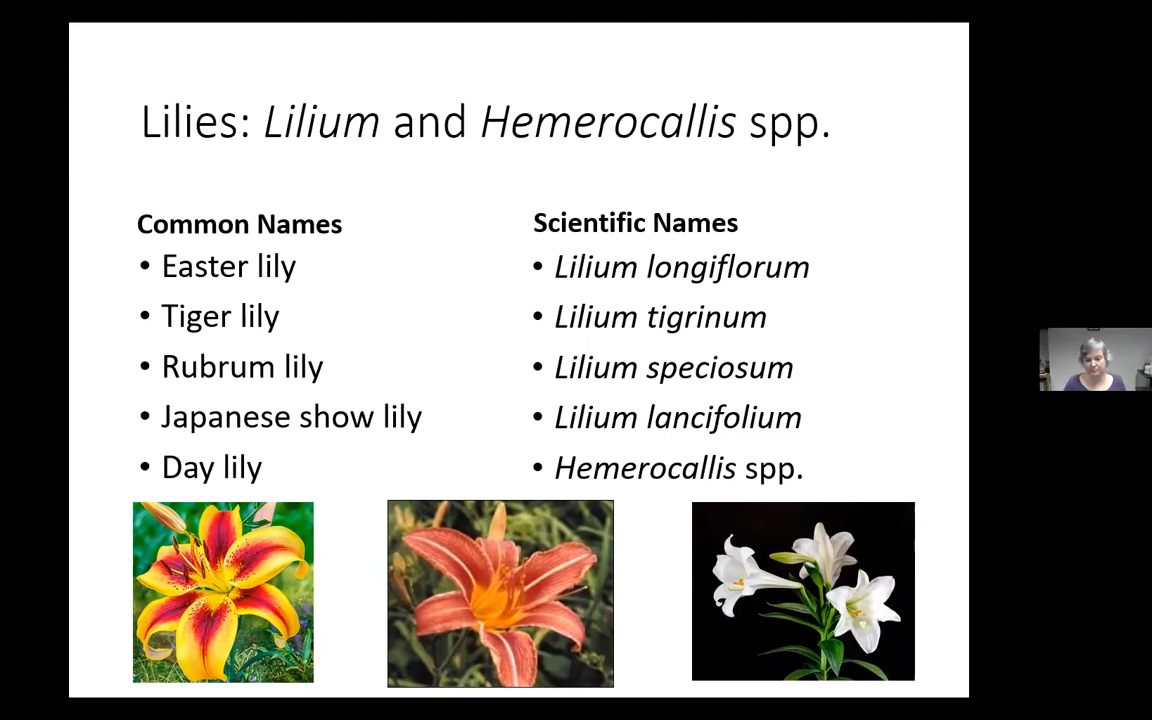 Lilies: Lilium and Hemerocallis spp.
Common Names
• Easter lily
• Tiger lily
• Rubrum lily
• Japanese show lily
• Day lily
Scientific Names
• Lilium longiflorum
• Lilium tigrinum
• Lilium speciosum
• Lilium lancifolium
• Hemerocallis spp.